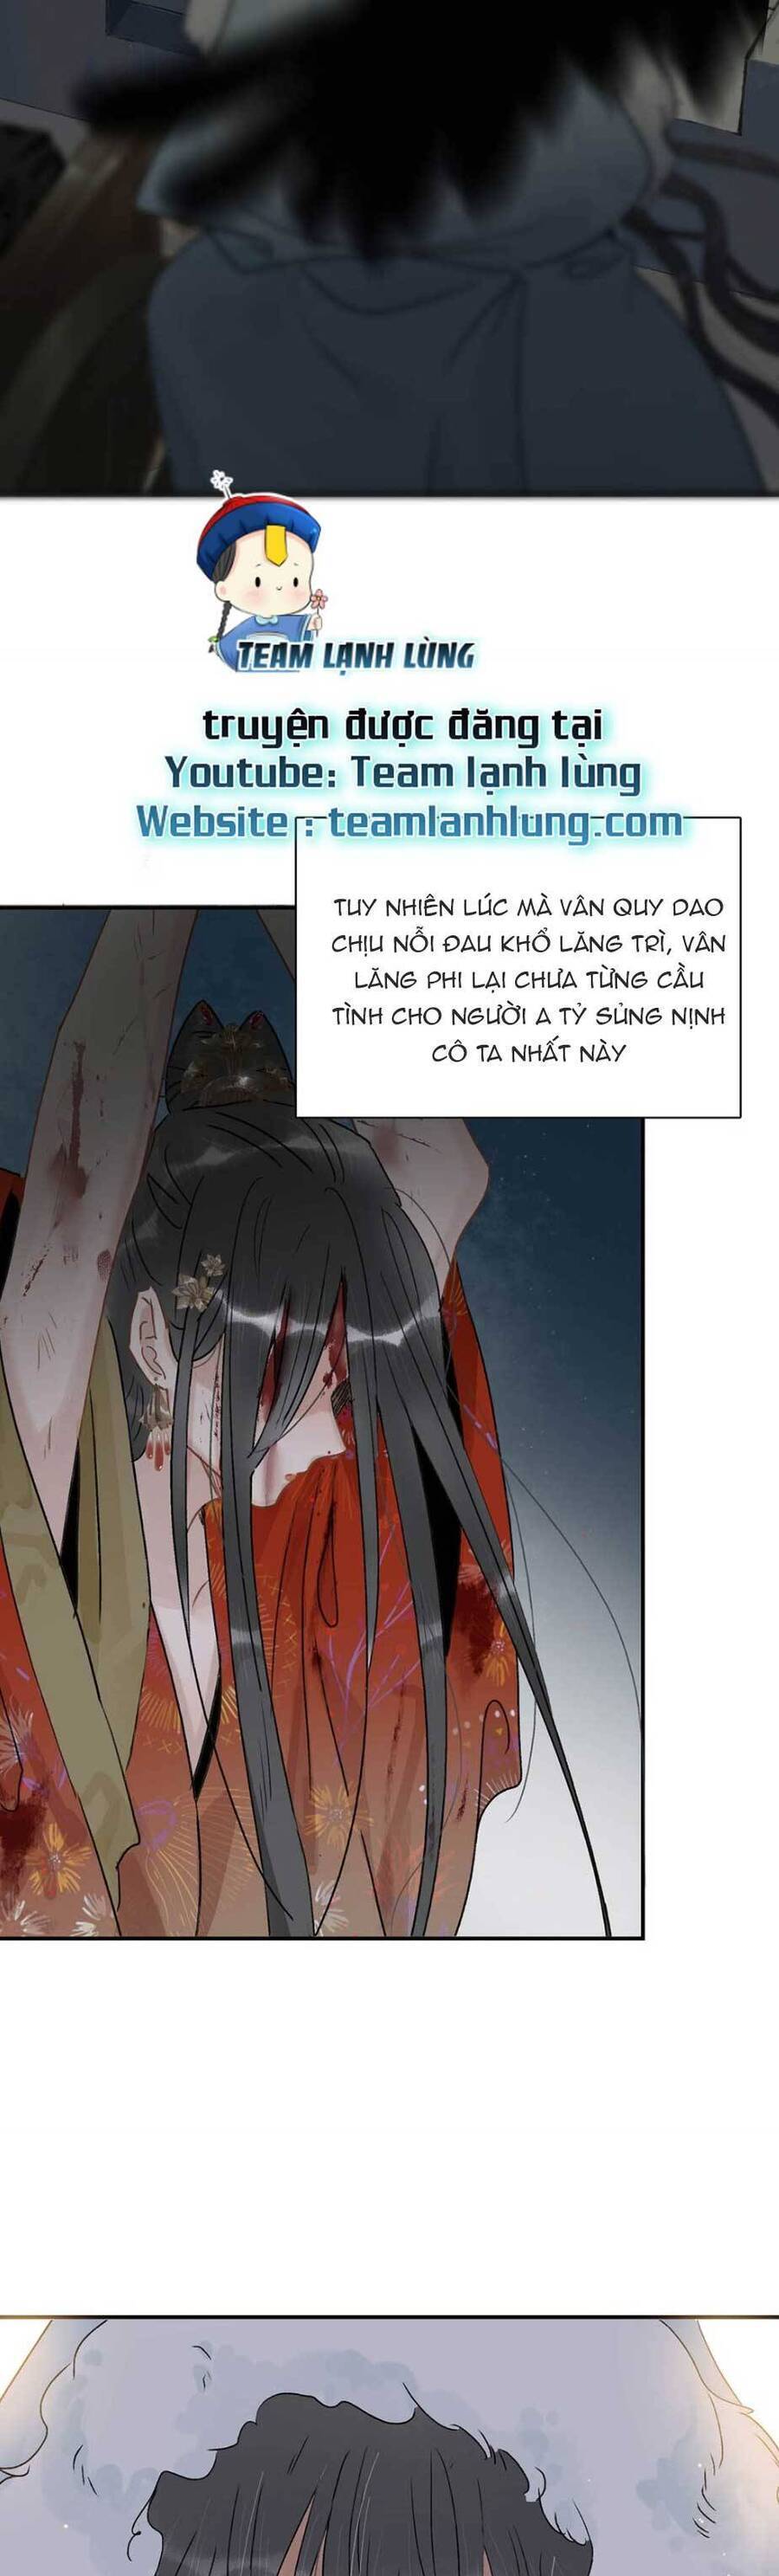 TEAM LẠNH LÙNG
truyện được đăng tại
Youtube: Team lạnh lùng
Website : teamlanhlung.com
TUY NHIÊN LÚC MÀ VÂN QUY DAO
CHỊU NỖI ĐAU KHỔ LĂNG TRÌ, VÂN
LĂNG PHI LẠI CHƯA TỪNG CẦU
TÌNH CHO NGƯỜI A TỶ SỦNG NỊNH
CÔ TA NHẤT NÀY